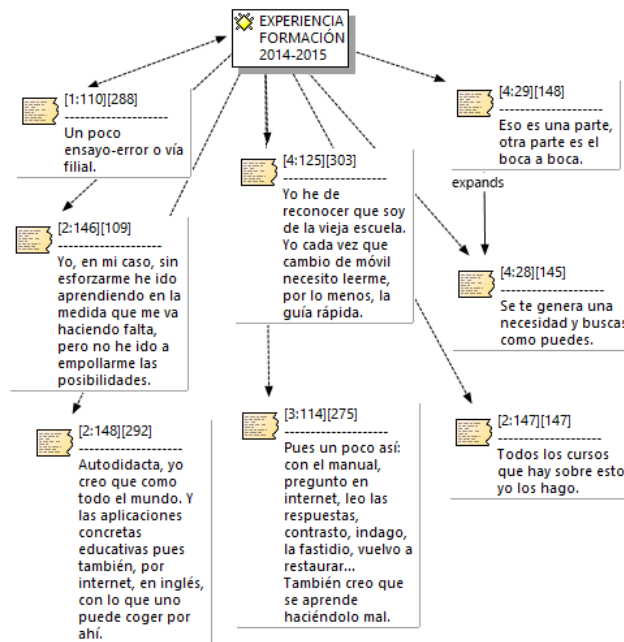 EXPERIENCIA
FORMACIÓN
2014-2015
[1:110][288]
--------------------
Un poco
ensayo-error o vía
filial.
[4:29][148]
--------------------
Eso es una parte,
otra parte es el
boca a boca.
expands
[4:125][303]
--------------------
Yo he de
reconocer que soy
de la vieja escuela.
Yo cada vez que
cambio de móvil
necesito leerme,
por lo menos, la
guía rápida.
[2:146][109]
--------------------
Yo, en mi caso, sin
esforzarme he ido
aprendiendo en la
medida que me va
haciendo falta,
pero no he ido a
empollarme las
posibilidades.
[4:28][145]
--------------------
Se te genera una
necesidad y buscas
como puedes.
[2:148][292]
--------------------
Autodidacta, yo
creo que como
todo el mundo. Y
las aplicaciones
concretas
educativas pues
también, por
internet, en inglés,
con lo que uno
puede coger por
ahí.
[3:114][275]
--------------------
Pues un poco así:
con el manual,
pregunto en
internet, leo las
respuestas,
contrasto, indago,
la fastidio, vuelvo a
restaurar...
También creo que
se aprende
haciéndolo mal.
[2:147][147]
--------------------
Todos los cursos
que hay sobre esto
yo los hago.